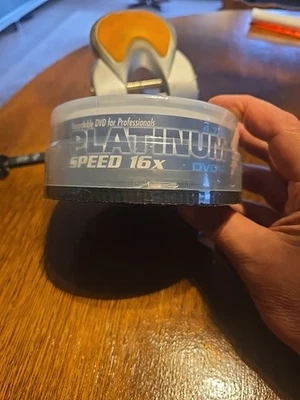 Recordable DVD for Professionals
PLATINUM
SPEED 16x
DVD